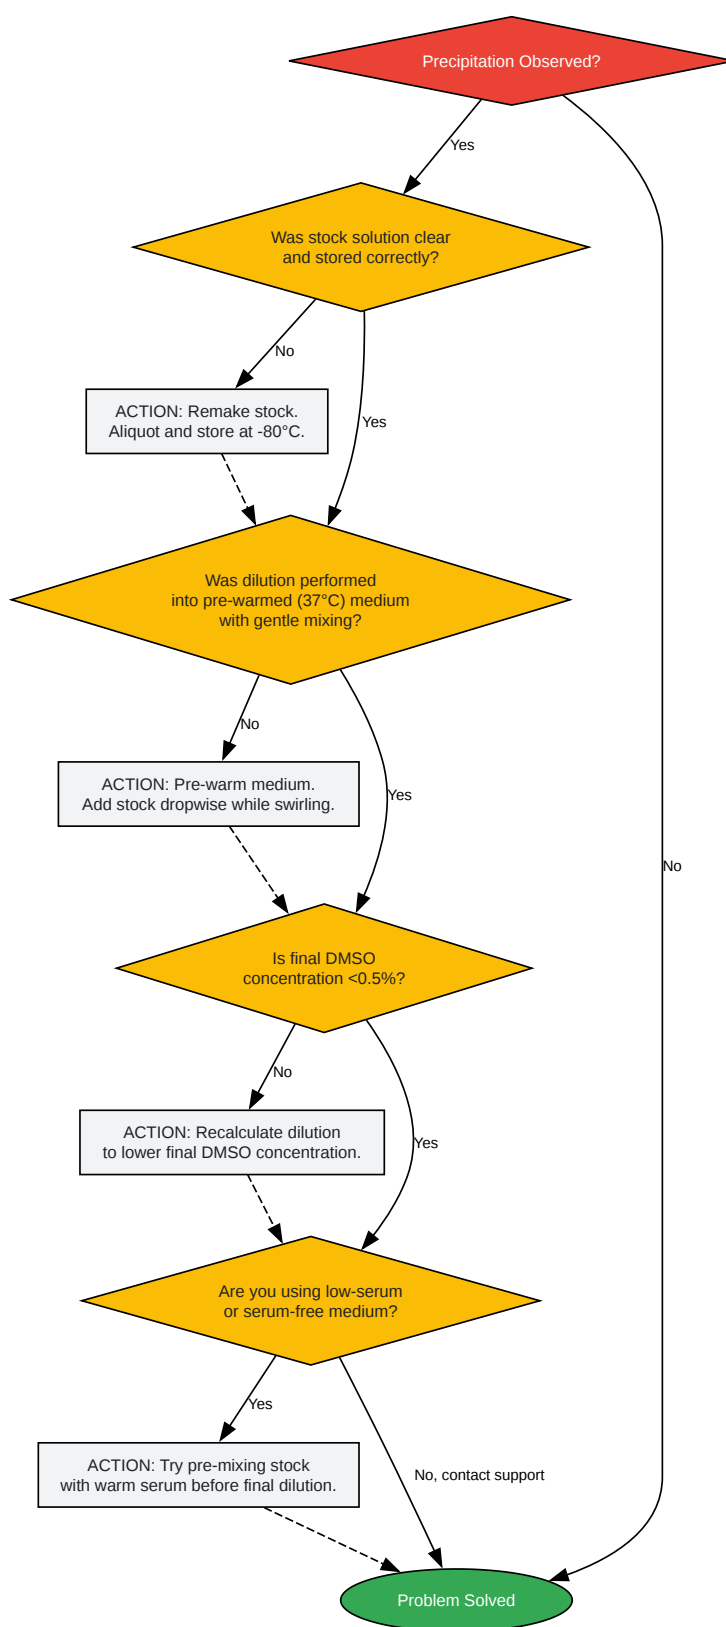 Precipitation Observed?
Yes
Was stock solution clear
and stored correctly?
No
ACTION: Remake stock.
Aliquot and store at -80°C.
Yes
Was dilution performed
into pre-warmed (37°C) medium
with gentle mixing?
No
ACTION: Pre-warm medium.
Add stock dropwise while swirling.
Yes
No
Is final DMSO
concentration <0.5%?
No
ACTION: Recalculate dilution
to lower final DMSO concentration.
Yes
Are you using low-serum
or serum-free medium?
Yes
ACTION: Try pre-mixing stock
with warm serum before final dilution.
No, contact support
Problem Solved